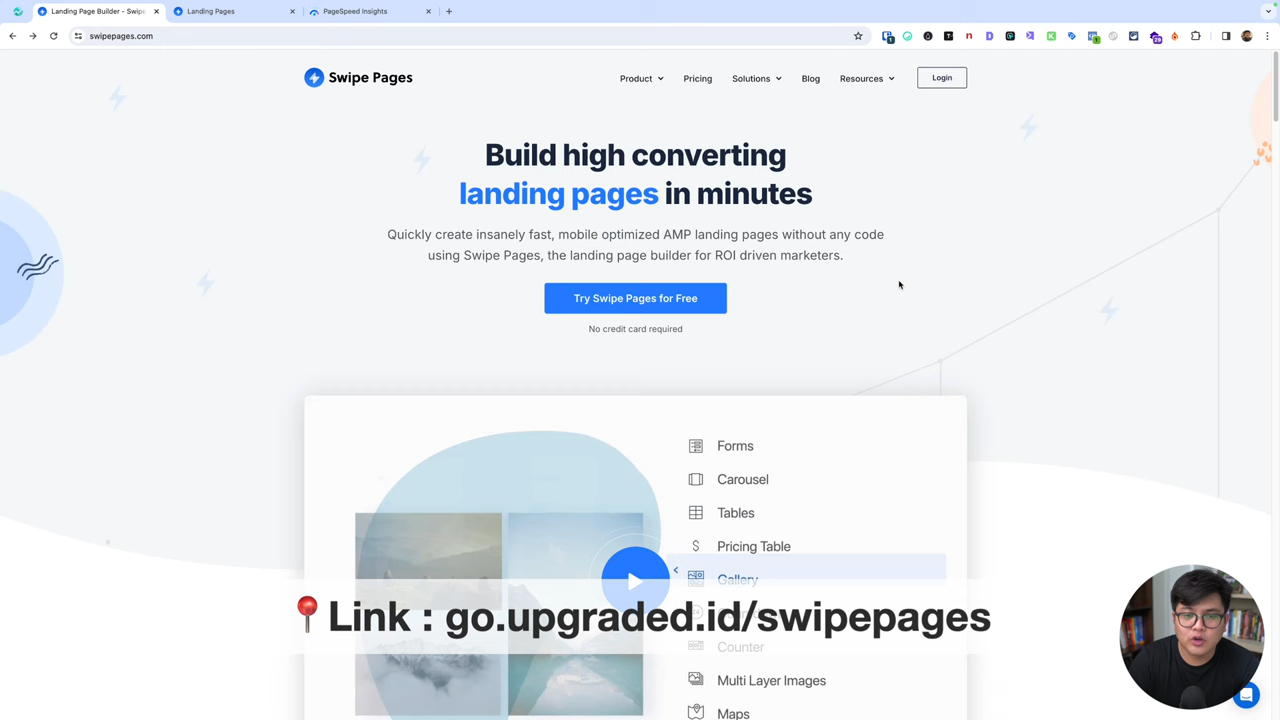 Landing Page Builder - Swipe
Landing Pages
PageSpeed Insights
swipepages.com
Swipe Pages
Product
Pricing
Solutions
Blog
Resources
Login
Build high converting
landing pages in minutes
Quickly create insanely fast, mobile optimized AMP landing pages without any code
using Swipe Pages, the landing page builder for ROI driven marketers.
Try Swipe Pages for Free
No credit card required
Forms
Carousel
Tables
Pricing Table
Gallery
Link : go.upgraded.id/swipepages
Counter
Multi Layer Images
Maps